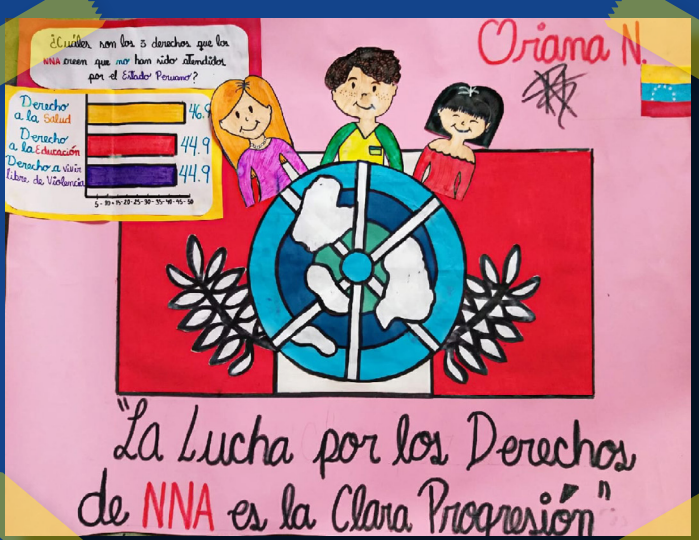 ¿Cuáles son los 3 derechos que los
NNA creen que no han sido atendidos
por el Estado Peruano?
Oriana N.
Derecho
a la Salud
46.9
Derecho
a la Educación
44.9
Derecho a vivir
libre de Violencia
44.9
5-10-15-20-25-30-35-40-45-50
"La Lucha por los Derechos
de NNA es la Clara Progresión"